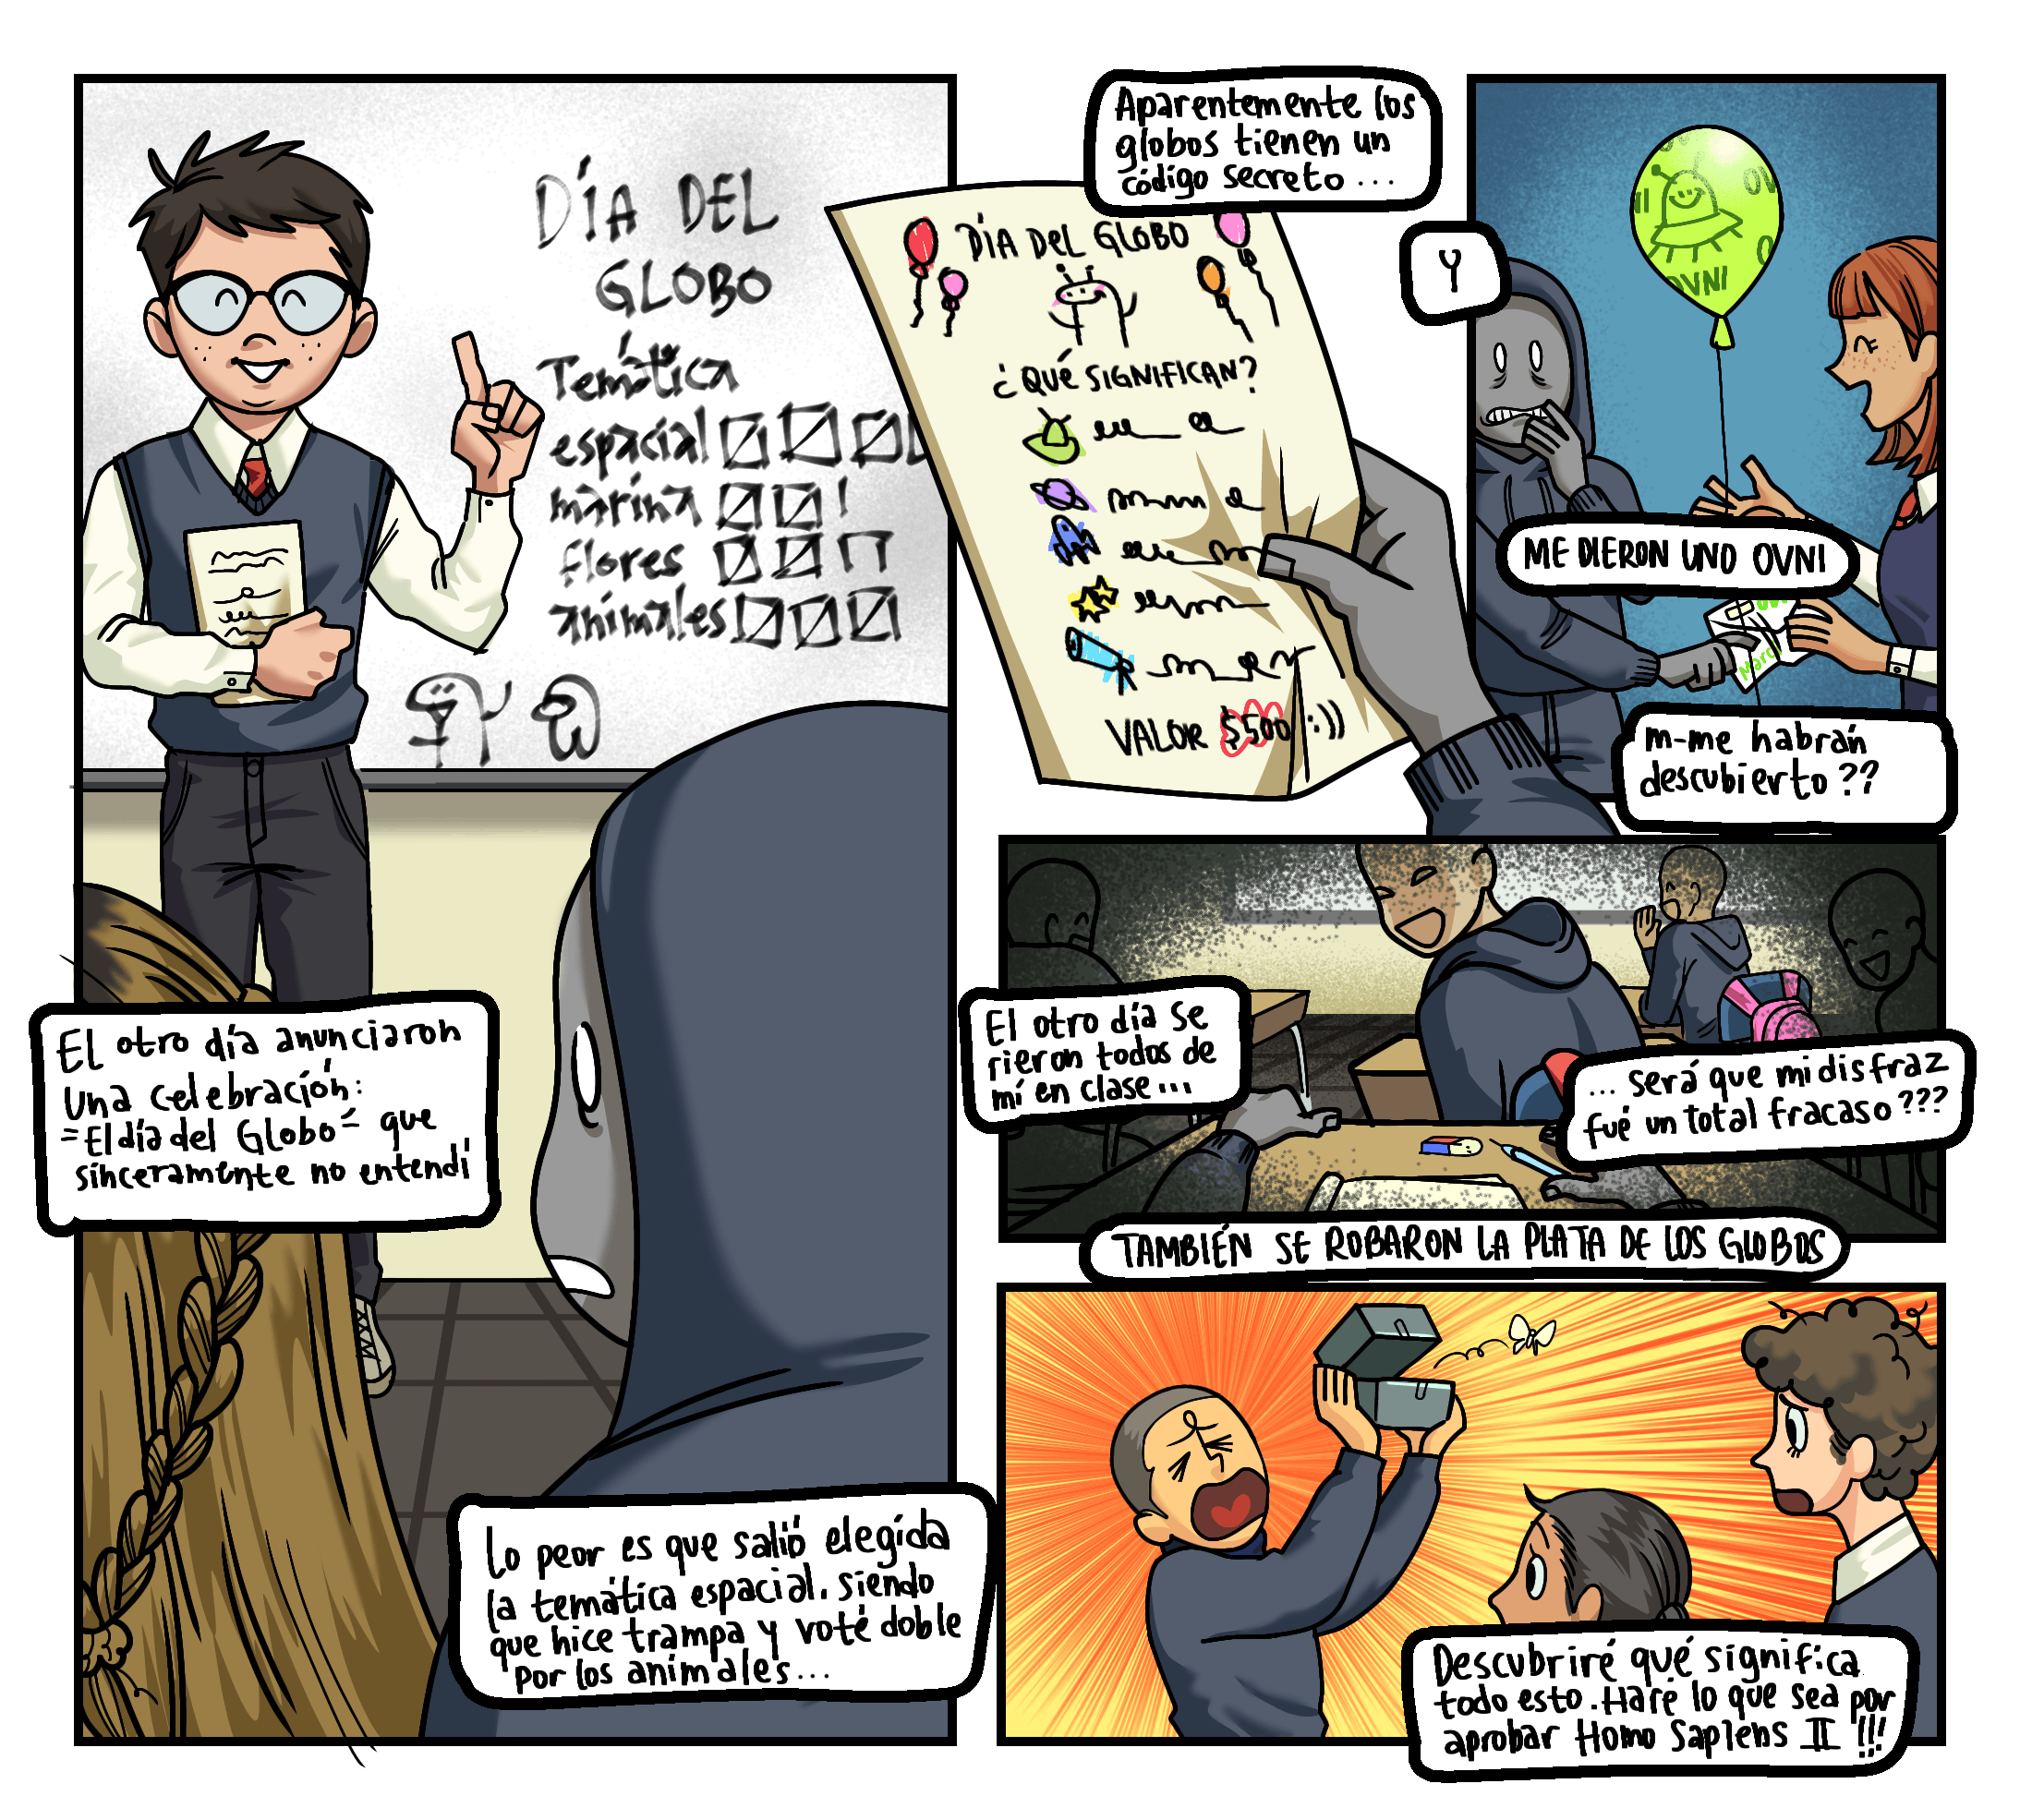 DÍA DEL
GLOBO
Temática
espacial
marina
flores
animales
El otro día anunciaron
una celebración:
"El día del Globo" que
sinceramente no entendí
Lo peor es que salió elegida
la temática espacial, siendo
que hice trampa y voté doble
por los animales...
Aparentemente los
globos tienen un
código secreto ...
DÍA DEL GLOBO
¿QUÉ SIGNIFICAN?
VALOR $500 :))
Y
OVNI
ME DIERON UNO OVNI
m-me habrán
descubierto??
El otro día se
rieron todos de
mí en clase...
... será que mi disfraz
fué un total fracaso???
TAMBIÉN SE ROBARON LA PLATA DE LOS GLOBOS
Descubriré qué significa
todo esto. Haré lo que sea por
aprobar Homo Sapiens II !!!